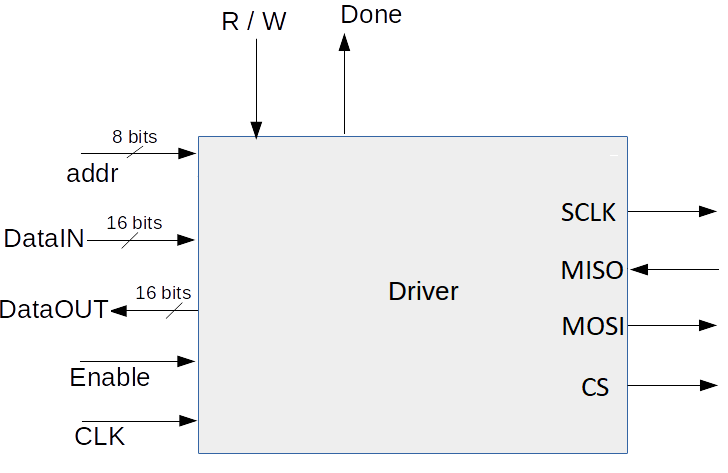 R / W
Done
8 bits
addr
16 bits
DataIN
16 bits
DataOUT
Enable
CLK
Driver
SCLK
MISO
MOSI
CS